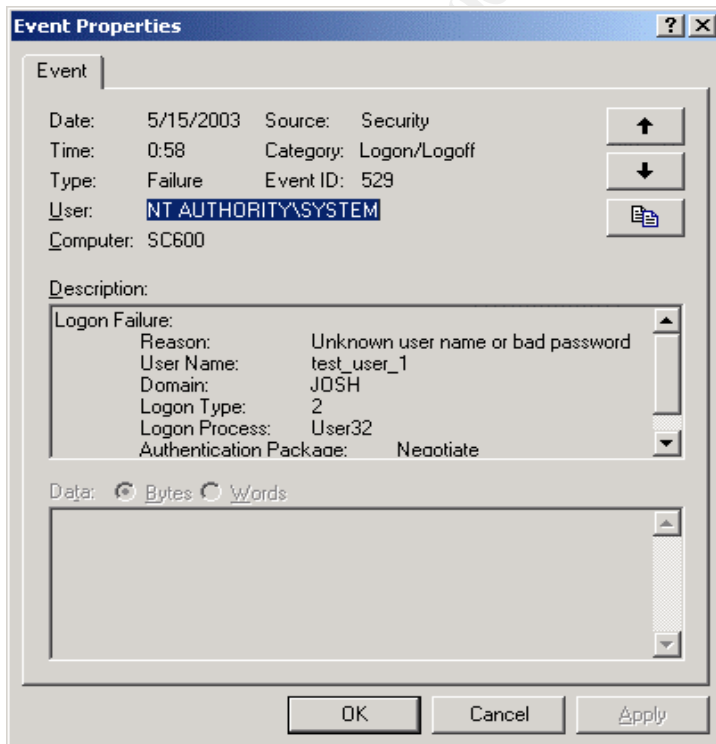 Event Properties
Event
Date: 5/15/2003 Source: Security
Time: 0:58 Category: Logon/Logoff
Type: Failure Event ID: 529
User: NT AUTHORITY\SYSTEM
Computer: SC600
Description:
Logon Failure:
Reason: Unknown user name or bad password
User Name: test_user_1
Domain: JOSH
Logon Type: 2
Logon Process: User32
Authentication Package: Negotiate
Data: Bytes Words
OK Cancel Apply